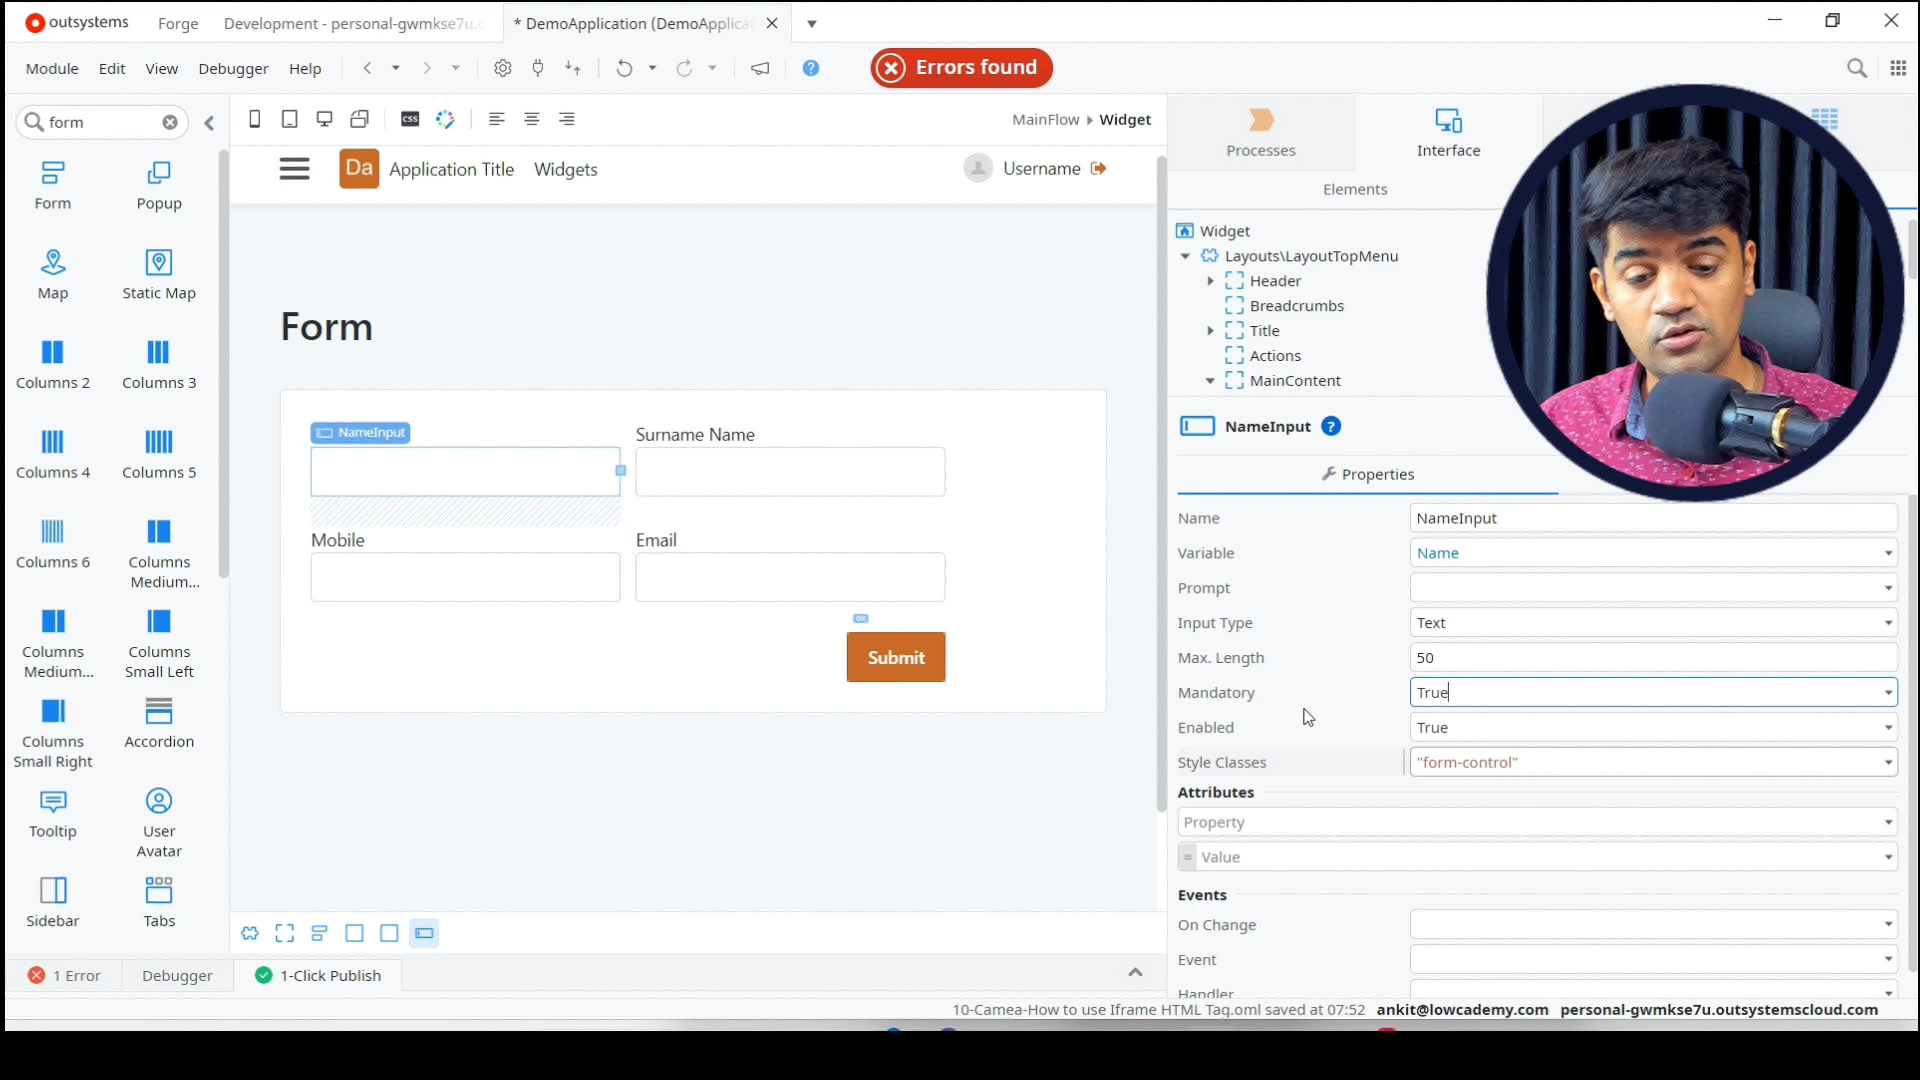 outsystems Forge Development - personal-gwmkse7u.c * DemoApplication (DemoApplica
Module Edit View Debugger Help Errors found
form
CSS
MainFlow Widget
Processes Interface
Elements
Form Popup
Map Static Map
Columns 2 Columns 3
Columns 4 Columns 5
Columns 6 Columns Medium...
Columns Medium... Columns Small Left
Columns Small Right Accordion
Tooltip User Avatar
Sidebar Tabs
Da Application Title Widgets Username
Form
NameInput Surname Name
Mobile Email
Submit
Widget
Layouts\LayoutTopMenu
Header
Breadcrumbs
Title
Actions
MainContent
NameInput ?
Properties
Name NameInput
Variable Name
Prompt
Input Type Text
Max. Length 50
Mandatory True
Enabled True
Style Classes "form-control"
Attributes
Property
= Value
Events
On Change
Event
Handler
1 Error Debugger 1-Click Publish
10-Camea-How to use Iframe HTML Tag.oml saved at 07:52 ankit@lowcademy.com personal-gwmkse7u.outsystemscloud.com